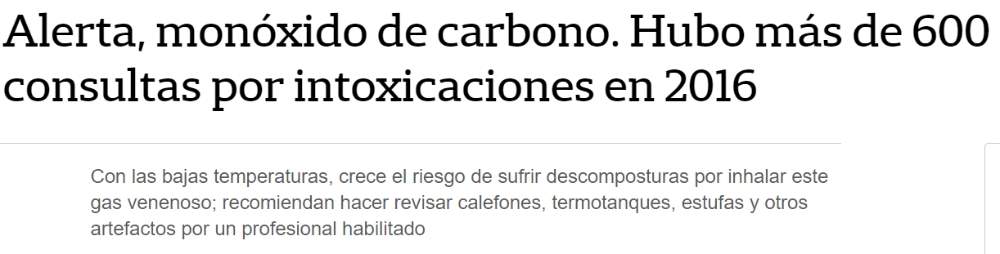 Alerta, monóxido de carbono. Hubo más de 600
consultas por intoxicaciones en 2016
Con las bajas temperaturas, crece el riesgo de sufrir descomposturas por inhalar este
gas venenoso; recomiendan hacer revisar calefones, termotanques, estufas y otros
artefactos por un profesional habilitado